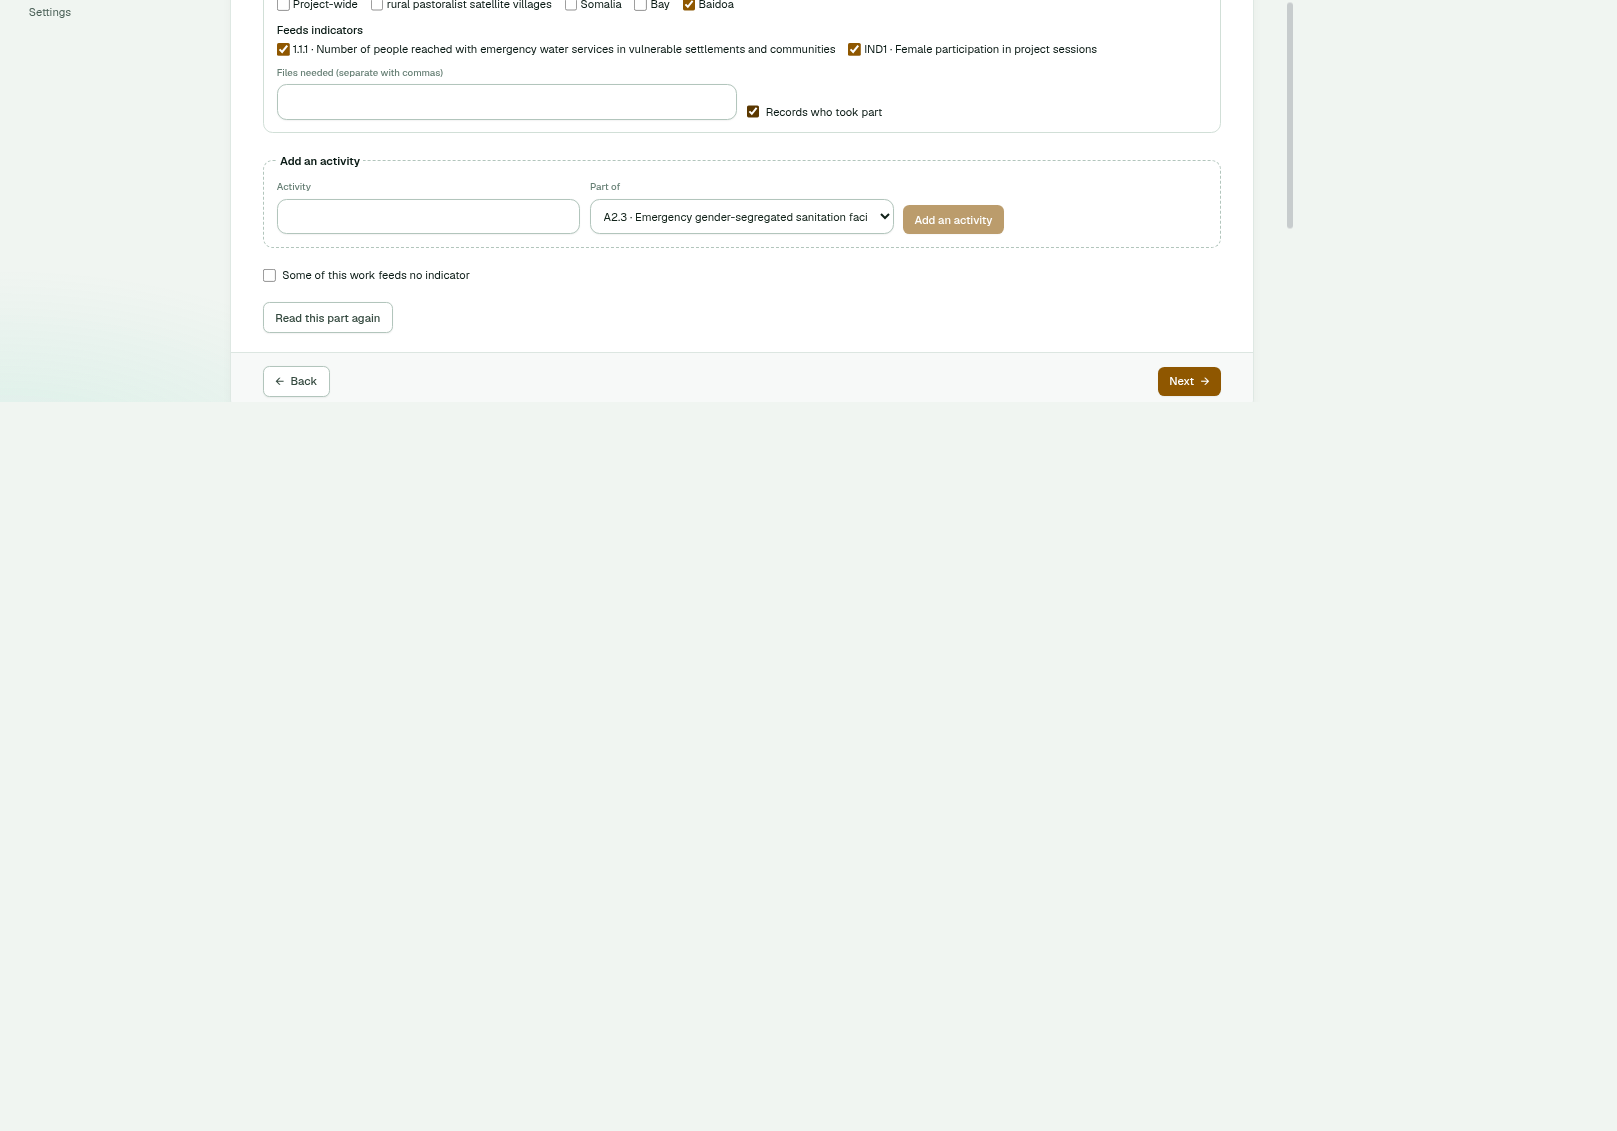 Settings
Project-wide rural pastoralist satellite villages Somalia Bay Baidoa
Feeds indicators
1.1.1 · Number of people reached with emergency water services in vulnerable settlements and communities IND1 · Female participation in project sessions
Files needed (separate with commas)
Records who took part
Add an activity
Activity Part of
A2.3 · Emergency gender-segregated sanitation faci
Add an activity
Some of this work feeds no indicator
Read this part again
← Back Next →